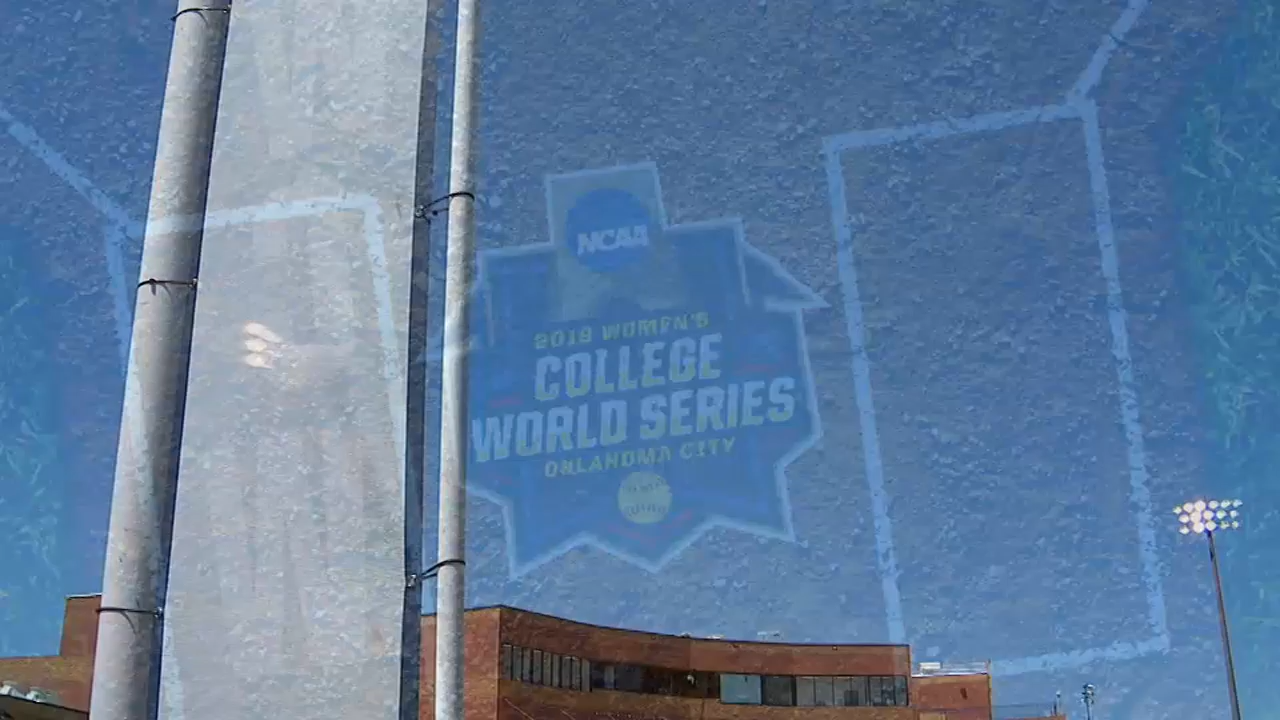 NCAA
2019 WOMEN'S
COLLEGE
WORLD SERIES
OKLAHOMA CITY